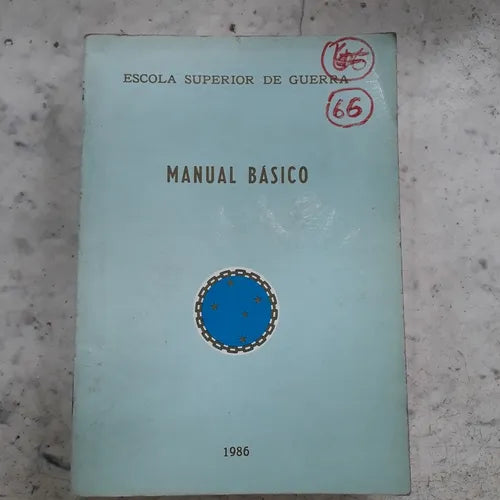 ESCOLA SUPERIOR DE GUERRA
66
MANUAL BÁSICO
1986